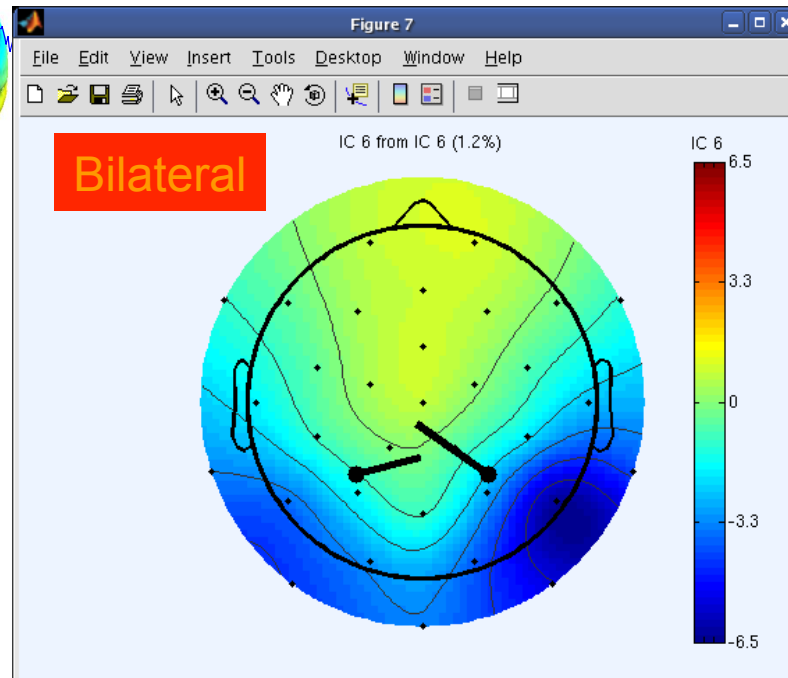 Figure 7
File Edit View Insert Tools Desktop Window Help
Bilateral
IC 6 from IC 6 (1.2%)
IC 6
6.5
3.3
0
-3.3
-6.5